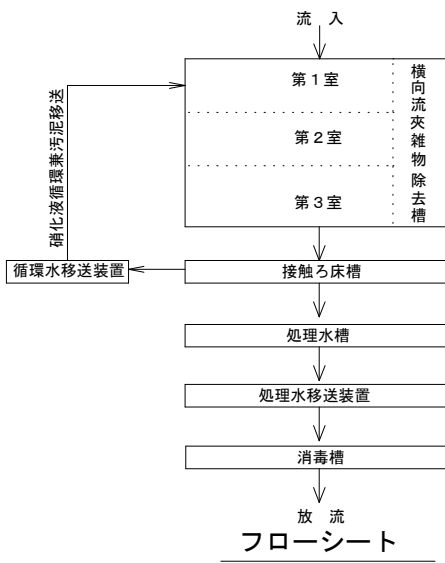 流　入
第１室
第２室
第３室
横向流夾雑物除去槽
硝化液循環兼汚泥移送
循環水移送装置
接触ろ床槽
処理水槽
処理水移送装置
消毒槽
放　流
フローシート